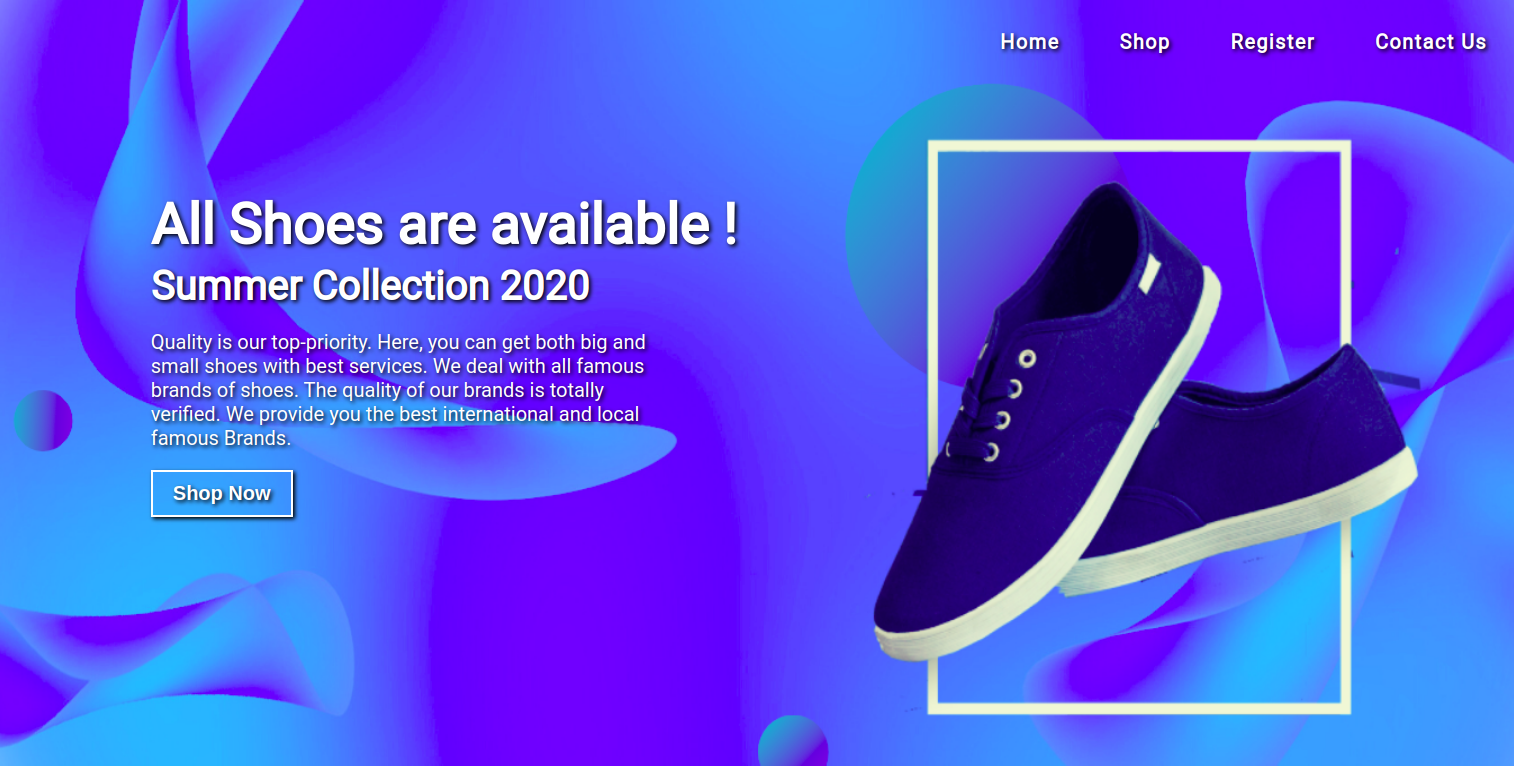 Home Shop Register Contact Us
All Shoes are available !
Summer Collection 2020
Quality is our top-priority. Here, you can get both big and
small shoes with best services. We deal with all famous
brands of shoes. The quality of our brands is totally
verified. We provide you the best international and local
famous Brands.
Shop Now